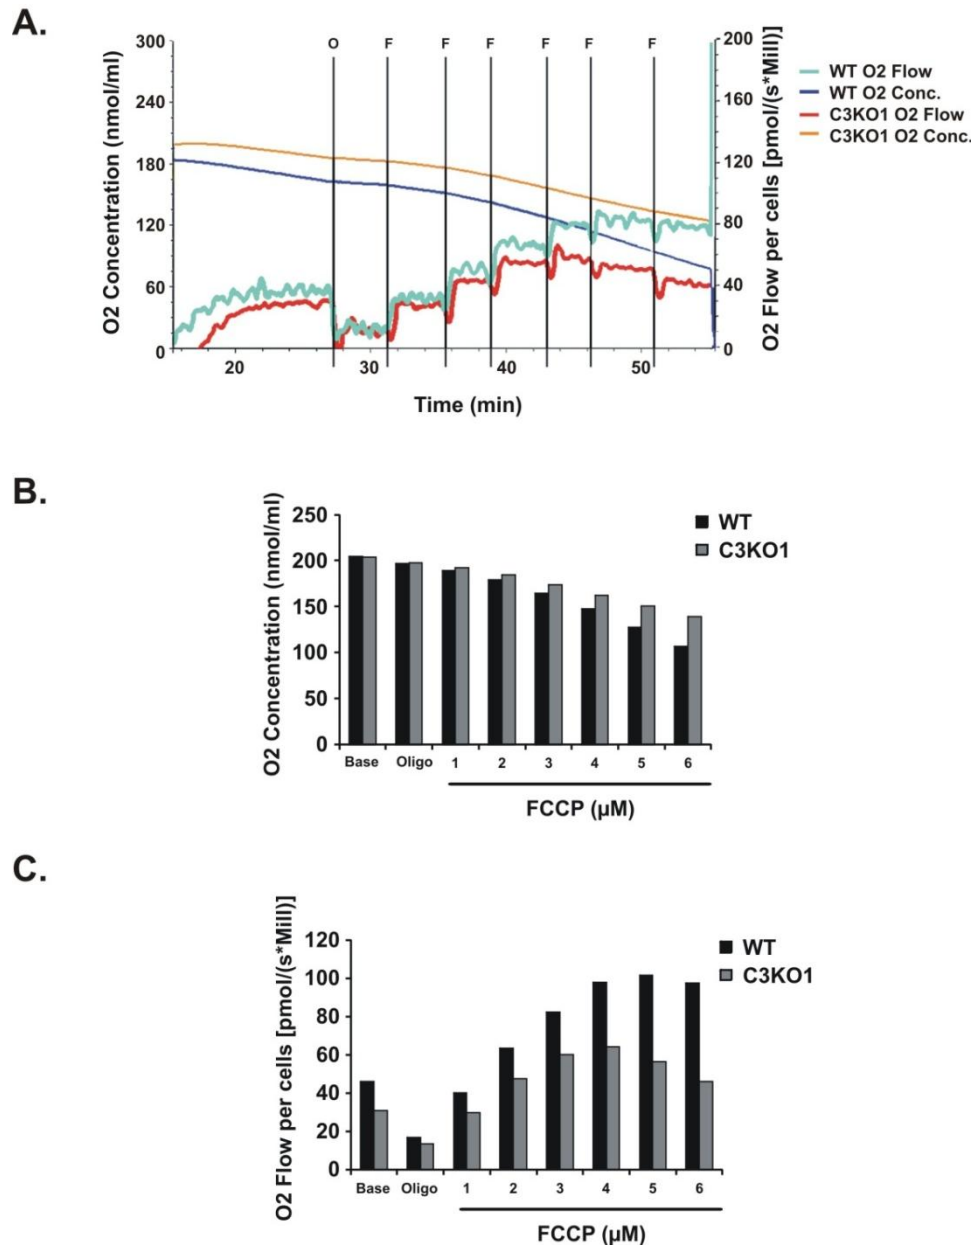 A.
O F F F F F F
O2 Concentration (nmol/ml)
300
240
180
120
60
0
20 30 40 50
Time (min)
200
160
120
80
40
0
O2 Flow per cells [pmol/(s*Mill)]
WT O2 Flow
WT O2 Conc.
C3KO1 O2 Flow
C3KO1 O2 Conc.
B.
O2 Concentration (nmol/ml)
250
200
150
100
50
0
Base Oligo 1 2 3 4 5 6
FCCP (µM)
WT
C3KO1
C.
O2 Flow per cells [pmol/(s*Mill)]
120
100
80
60
40
20
0
Base Oligo 1 2 3 4 5 6
FCCP (µM)
WT
C3KO1